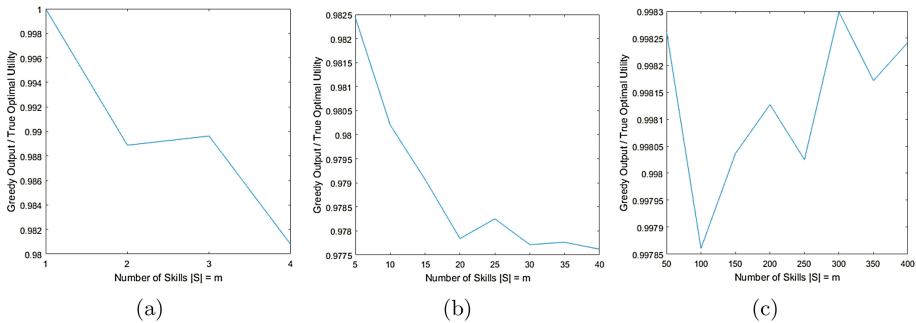 Greedy Output / True Optimal Utility
1
0.998
0.996
0.994
0.992
0.99
0.988
0.986
0.984
0.982
0.98
1 2 3 4
Number of Skills |S| = m
(a)
Greedy Output / True Optimal Utility
0.9825
0.982
0.9815
0.981
0.9805
0.98
0.9795
0.979
0.9785
0.978
0.9775
5 10 15 20 25 30 35 40
Number of Skills |S| = m
(b)
Greedy Output / True Optimal Utility
0.9983
0.99825
0.9982
0.99815
0.9981
0.99805
0.998
0.99795
0.9979
0.99785
50 100 150 200 250 300 350 400
Number of Skills |S| = m
(c)